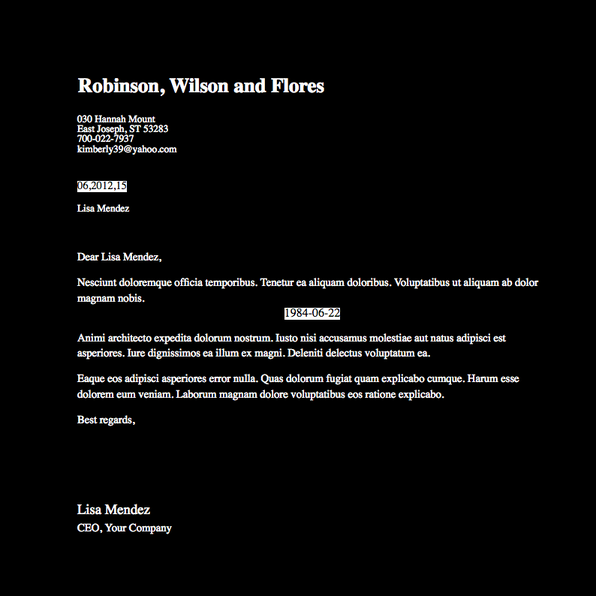 Robinson, Wilson and Flores
030 Hannah Mount
East Joseph, ST 53283
700-022-7937
kimberly39@yahoo.com
06,2012,15
Lisa Mendez
Dear Lisa Mendez,
Nesciunt doloremque officia temporibus. Tenetur ea aliquam doloribus. Voluptatibus ut aliquam ab dolor
magnam nobis.
1984-06-22
Animi architecto expedita dolorum nostrum. Iusto nisi accusamus molestiae aut natus adipisci est
asperiores. Iure dignissimos ea illum ex magni. Deleniti delectus voluptatum ea.
Eaque eos adipisci asperiores error nulla. Quas dolorum fugiat quam explicabo cumque. Harum esse
dolorem eum veniam. Laborum magnam dolore voluptatibus eos ratione explicabo.
Best regards,
Lisa Mendez
CEO, Your Company